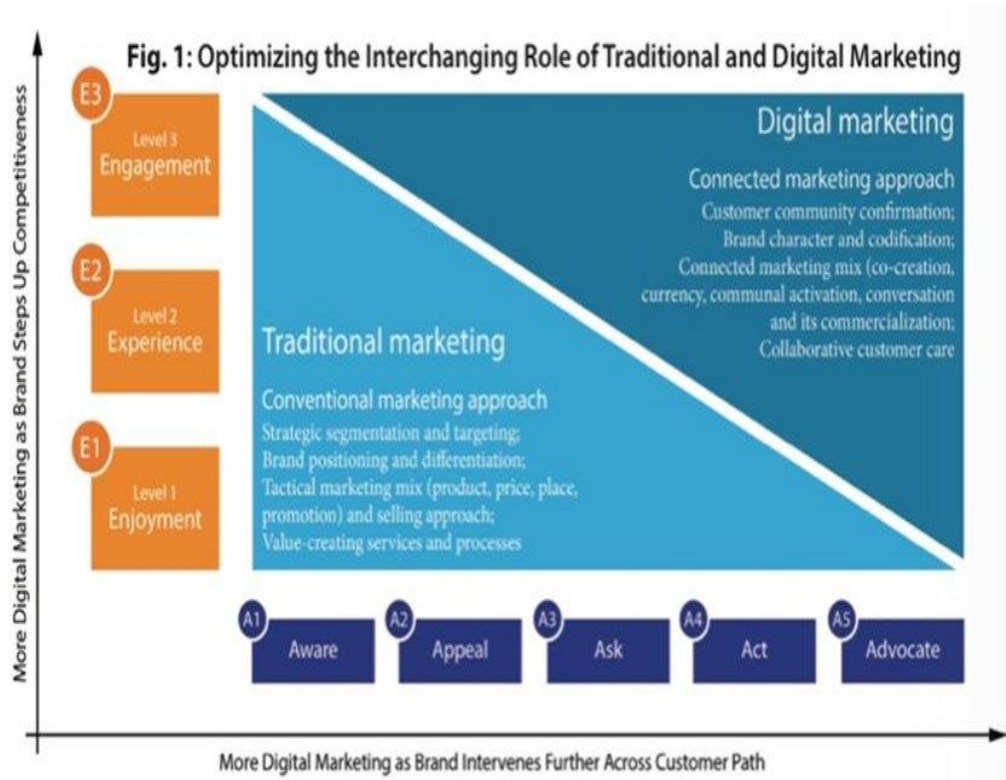 Fig. 1: Optimizing the Interchanging Role of Traditional and Digital Marketing
More Digital Marketing as Brand Steps Up Competitiveness
E3
Level 3
Engagement
E2
Level 2
Experience
E1
Level 1
Enjoyment
Digital marketing
Connected marketing approach
Customer community confirmation;
Brand character and codification;
Connected marketing mix (co-creation,
currency, communal activation, conversation
and its commercialization;
Collaborative customer care
Traditional marketing
Conventional marketing approach
Strategic segmentation and targeting;
Brand positioning and differentiation;
Tactical marketing mix (product, price, place,
promotion) and selling approach;
Value-creating services and processes
A1
Aware
A2
Appeal
A3
Ask
A4
Act
A5
Advocate
More Digital Marketing as Brand Intervenes Further Across Customer Path